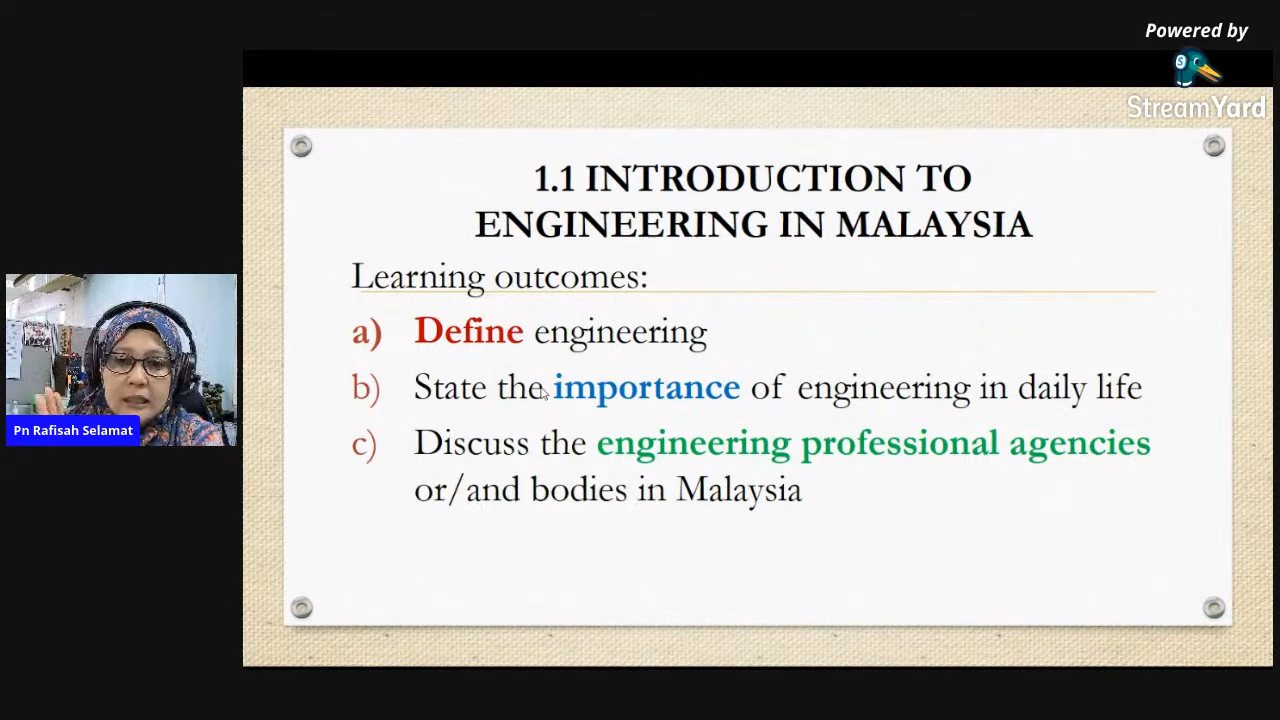 Powered by
StreamYard
1.1 INTRODUCTION TO
ENGINEERING IN MALAYSIA
Learning outcomes:
a) Define engineering
b) State the importance of engineering in daily life
c) Discuss the engineering professional agencies
or/and bodies in Malaysia
Pn Rafisah Selamat